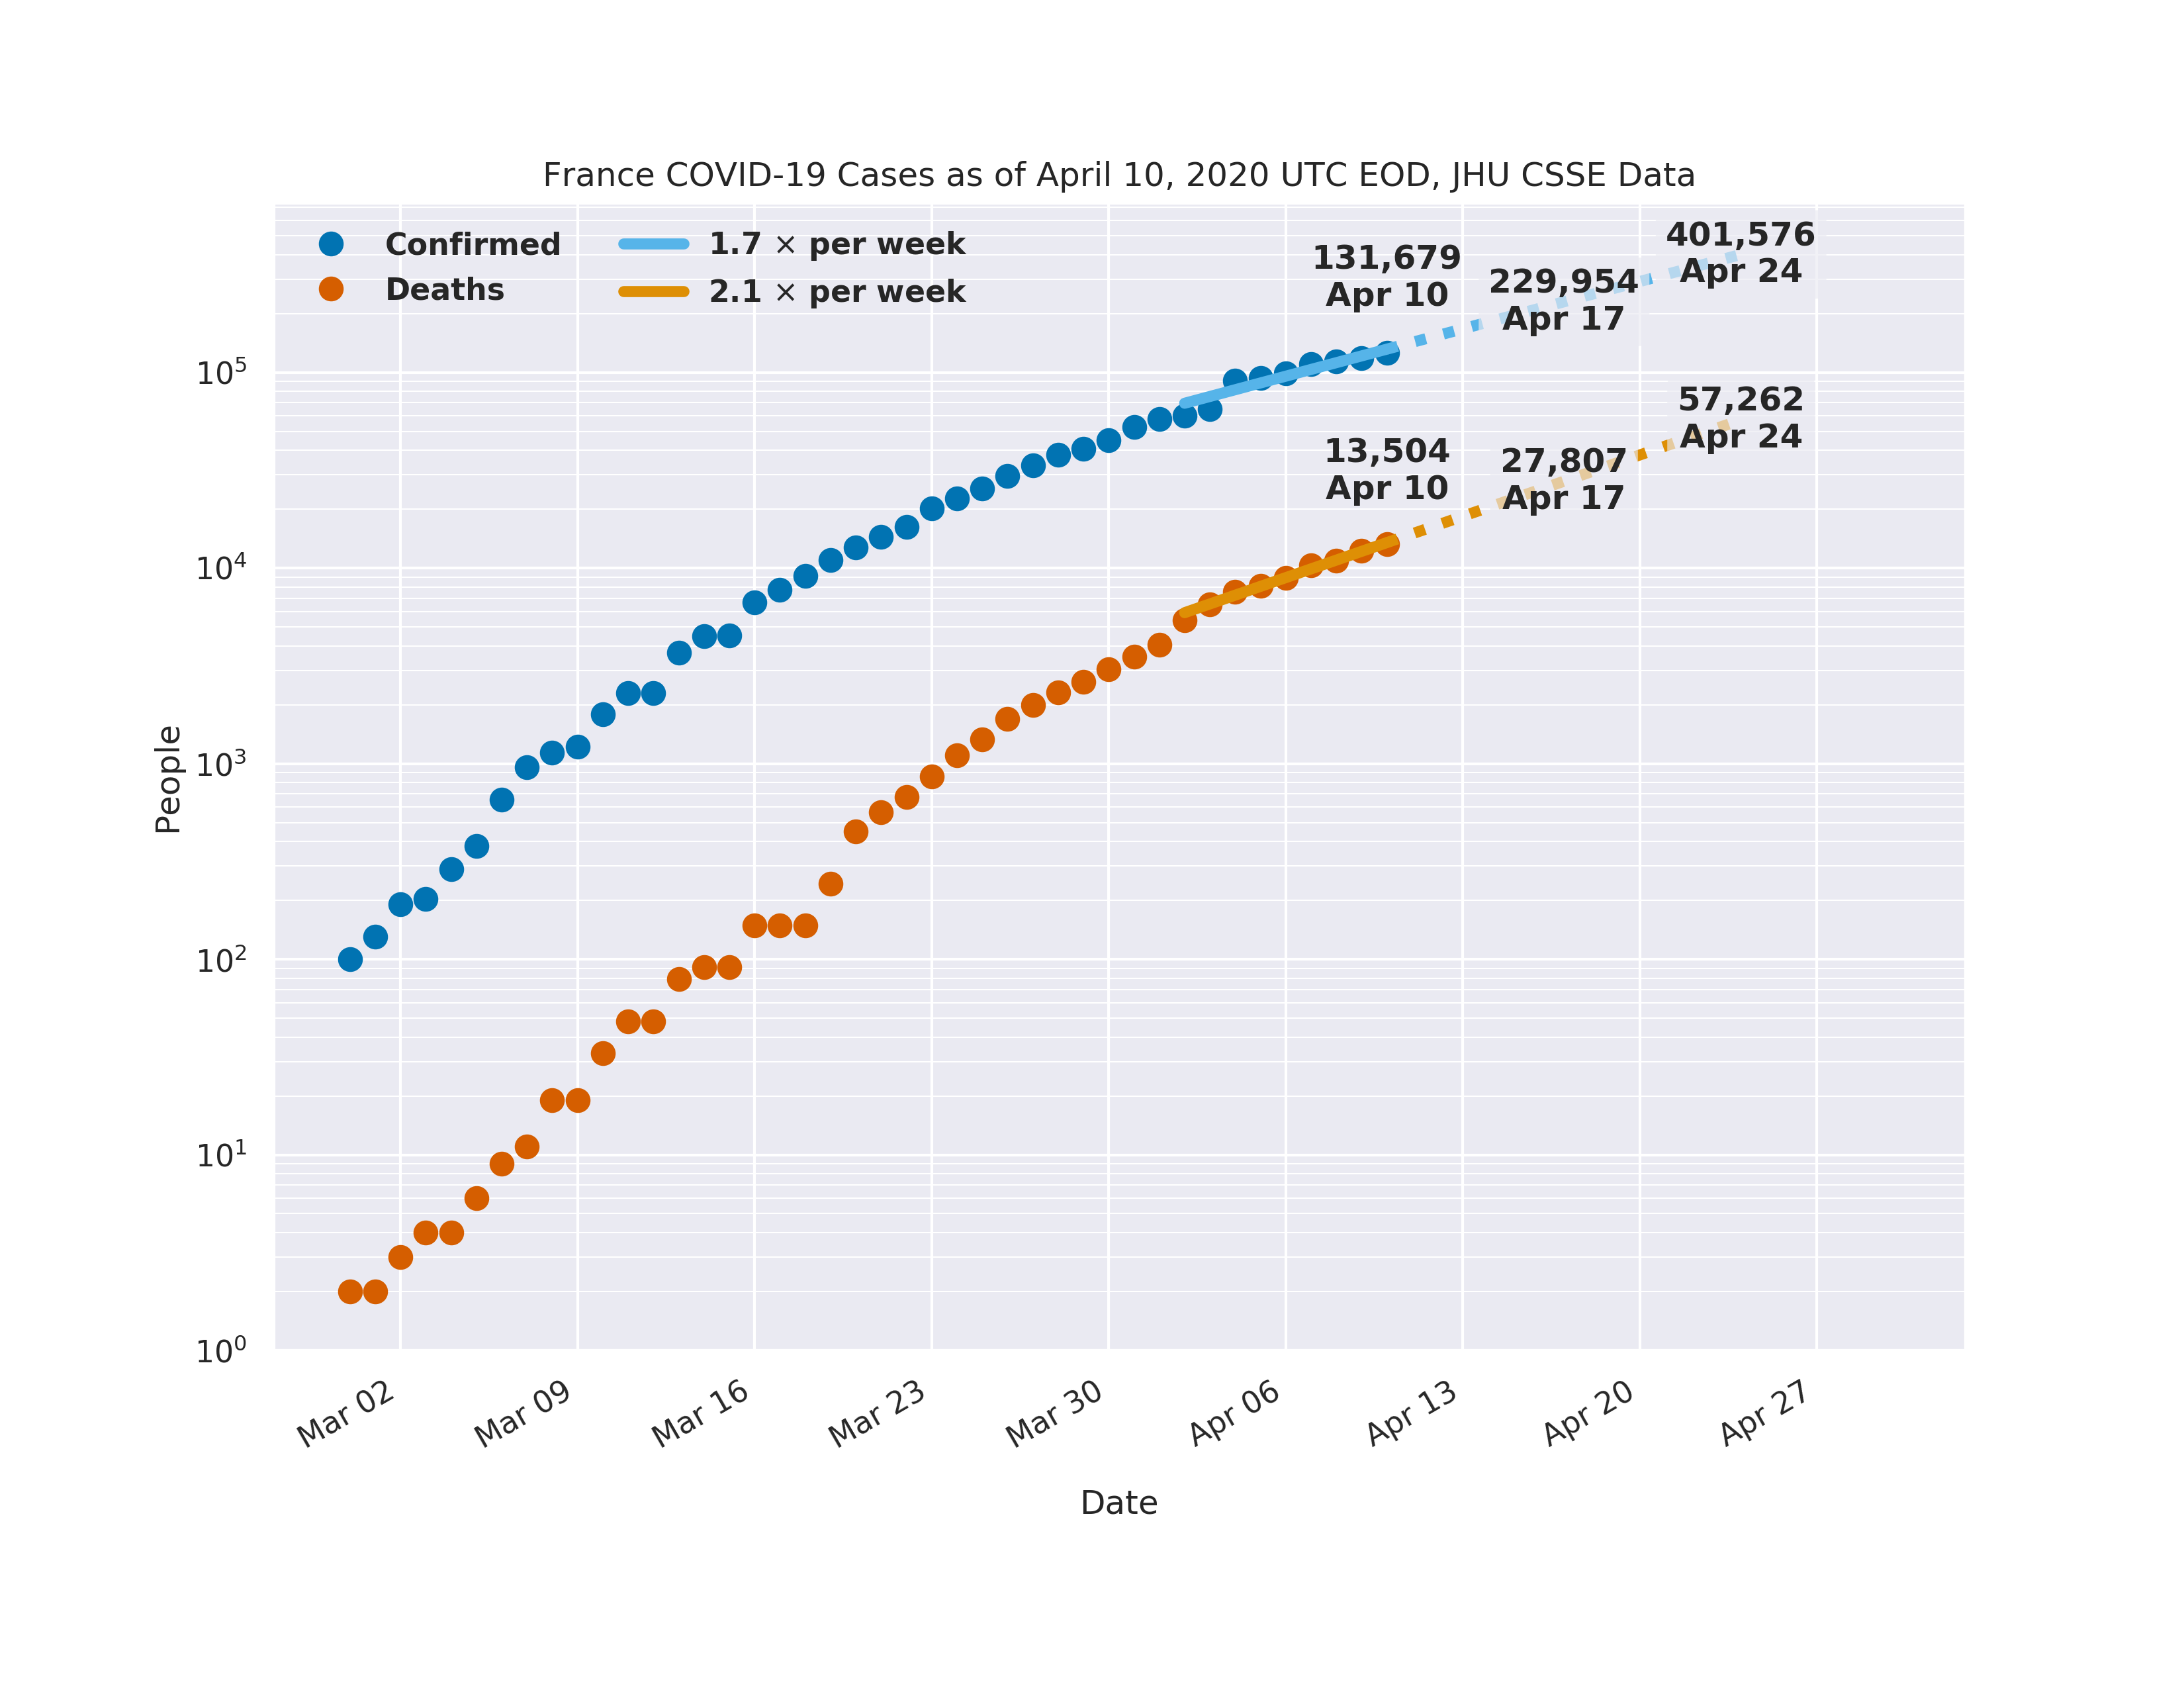 France COVID-19 Cases as of April 10, 2020 UTC EOD, JHU CSSE Data
Confirmed
Deaths
1.7 × per week
2.1 × per week
131,679
Apr 10
229,954
Apr 17
401,576
Apr 24
13,504
Apr 10
27,807
Apr 17
57,262
Apr 24
People
10⁵
10⁴
10³
10²
10¹
10⁰
Mar 02
Mar 09
Mar 16
Mar 23
Mar 30
Apr 06
Apr 13
Apr 20
Apr 27
Date